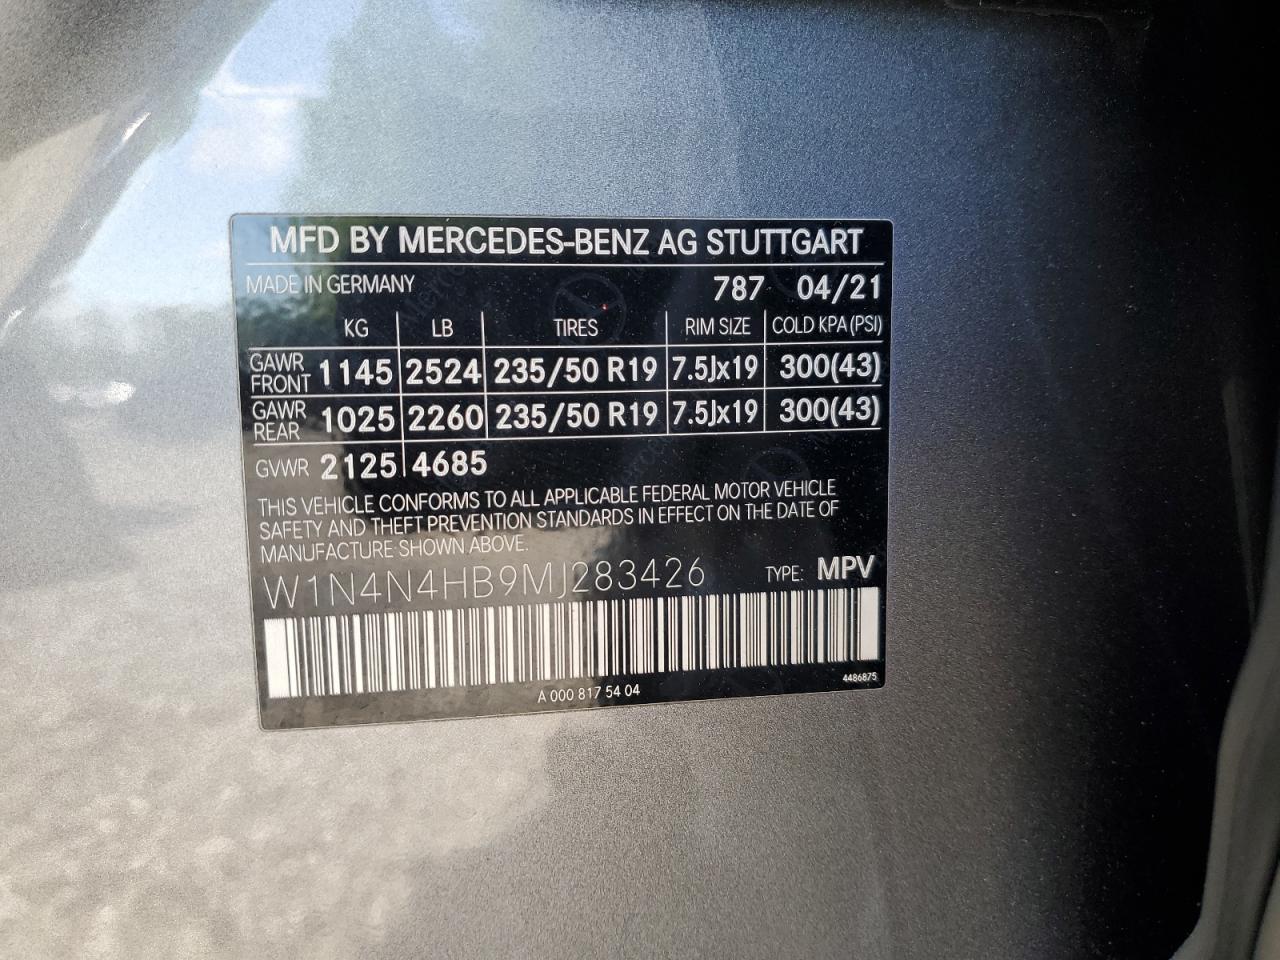 MFD BY MERCEDES-BENZ AG STUTTGART
MADE IN GERMANY 787 04/21
KG LB TIRES RIM SIZE COLD KPA (PSI)
GAWR FRONT 1145 2524 235/50 R19 7.5Jx19 300(43)
GAWR REAR 1025 2260 235/50 R19 7.5Jx19 300(43)
GVWR 2125 4685
THIS VEHICLE CONFORMS TO ALL APPLICABLE FEDERAL MOTOR VEHICLE
SAFETY AND THEFT PREVENTION STANDARDS IN EFFECT ON THE DATE OF
MANUFACTURE SHOWN ABOVE.
W1N4N4HB9MJ283426 TYPE: MPV
A 000 817 54 04 4486875